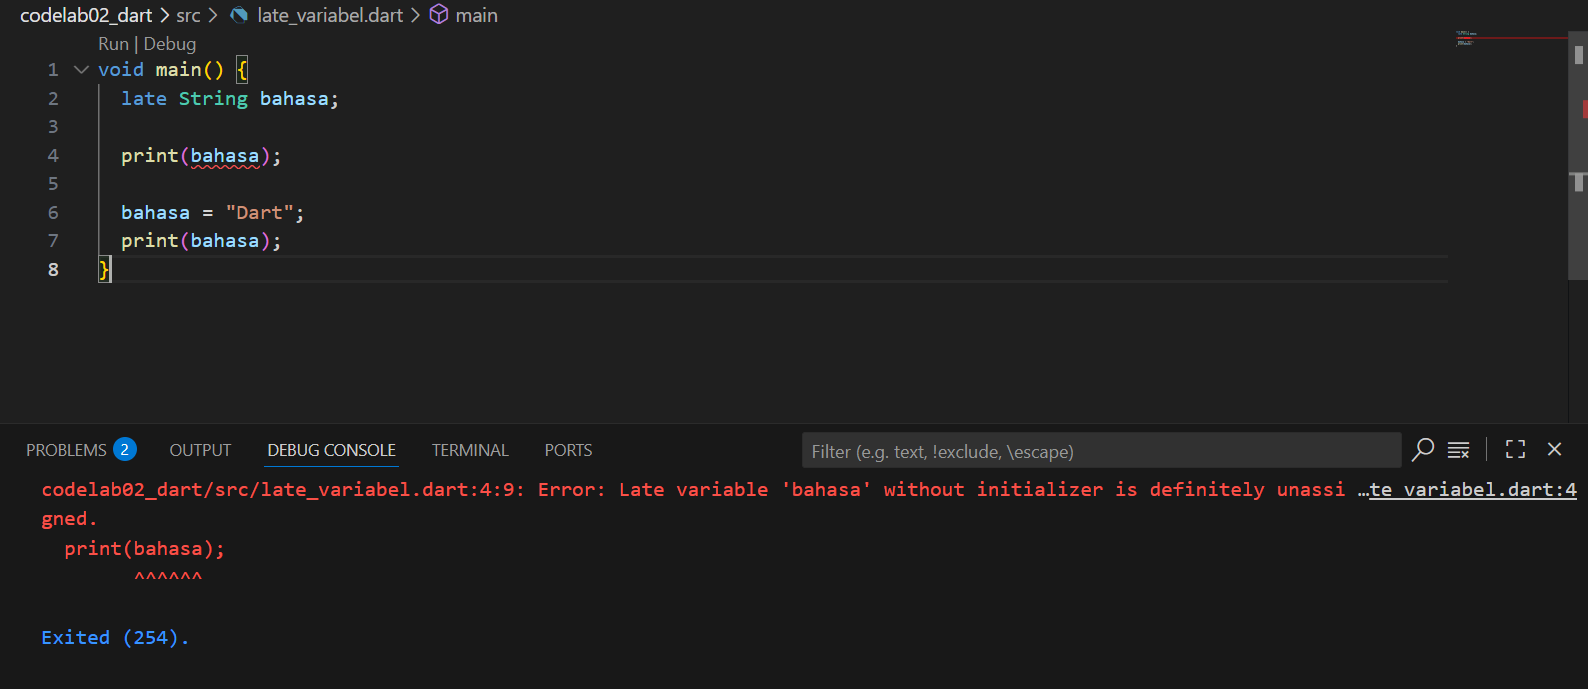 codelab02_dart > src > late_variabel.dart > main
Run | Debug
1 void main() {
2 late String bahasa;
3
4 print(bahasa);
5
6 bahasa = "Dart";
7 print(bahasa);
8 }
PROBLEMS 2 OUTPUT DEBUG CONSOLE TERMINAL PORTS Filter (e.g. text, !exclude, \escape)
codelab02_dart/src/late_variabel.dart:4:9: Error: Late variable 'bahasa' without initializer is definitely unassi …te_variabel.dart:4
gned.
print(bahasa);
^^^^^^
Exited (254).